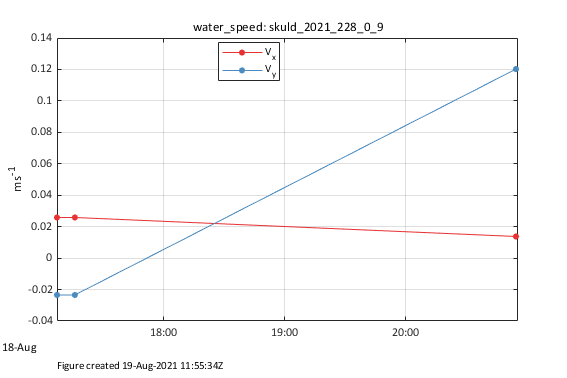 water_speed: skuld_2021_228_0_9
V_x
V_y
0.14
0.12
0.1
0.08
0.06
0.04
0.02
0
-0.02
-0.04
ms^-1
18:00 19:00 20:00
18-Aug
Figure created 19-Aug-2021 11:55:34Z